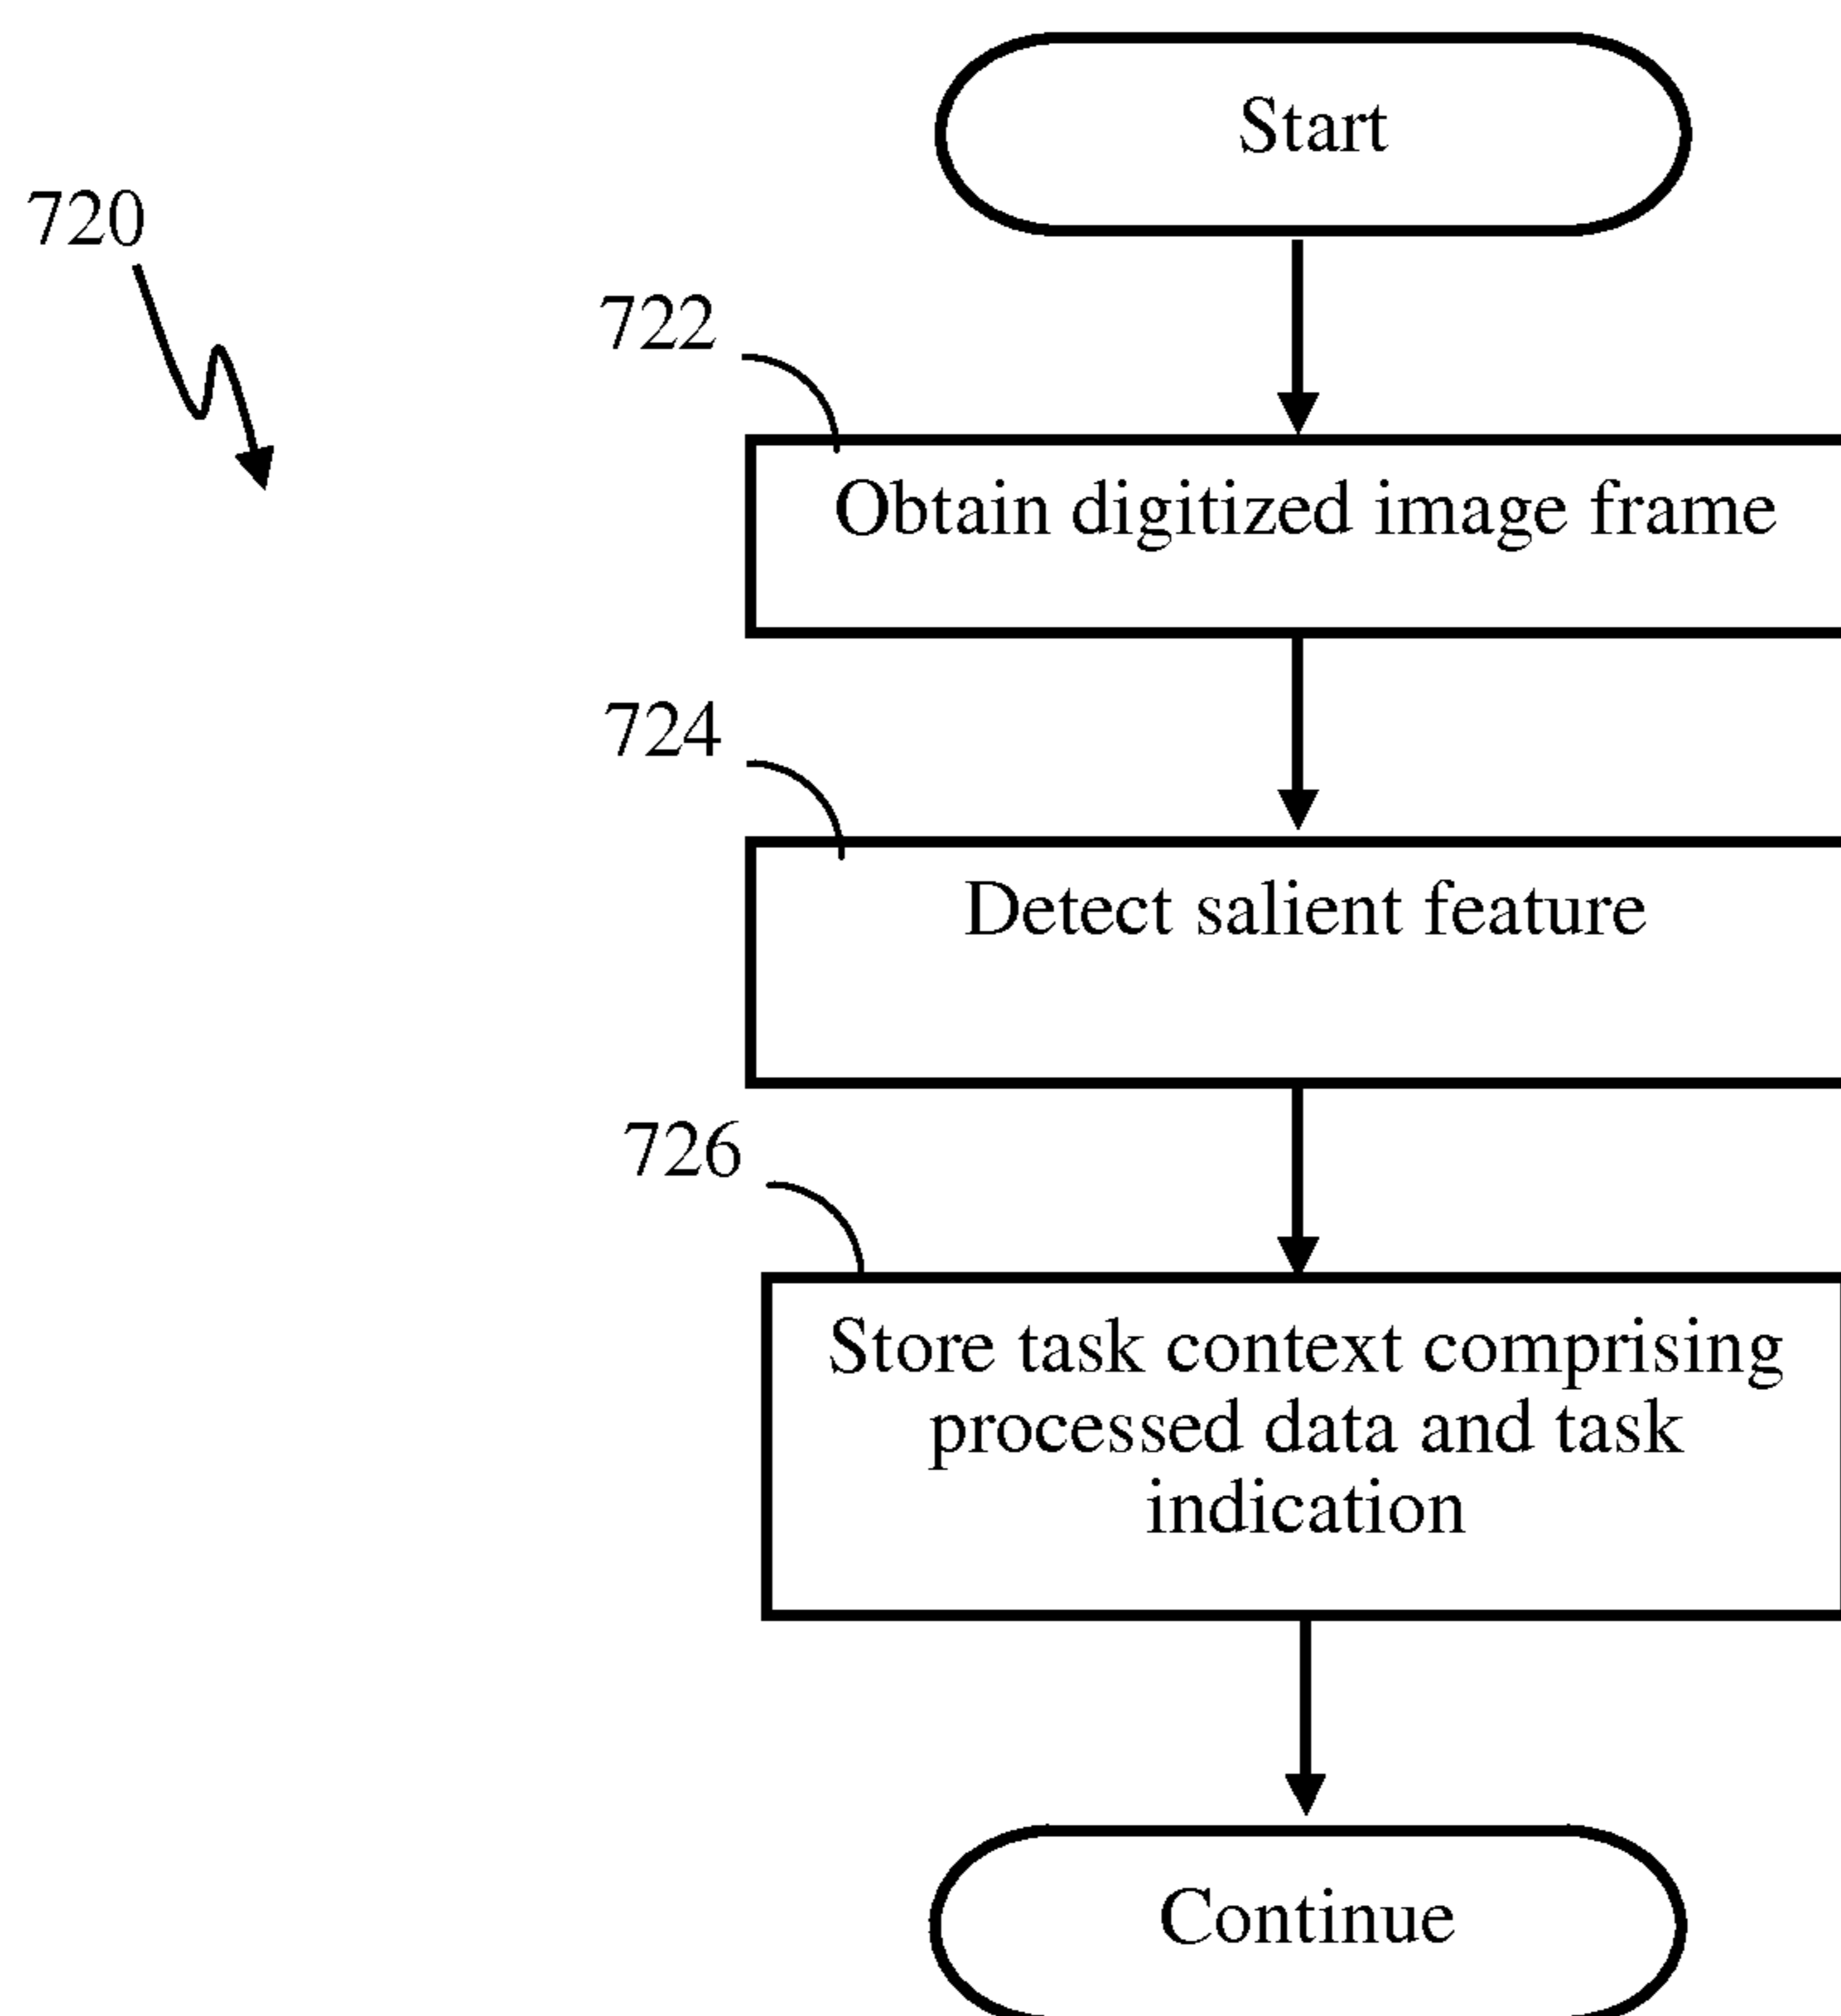 Start
720
722
Obtain digitized image frame
724
Detect salient feature
726
Store task context comprising
processed data and task
indication
Continue